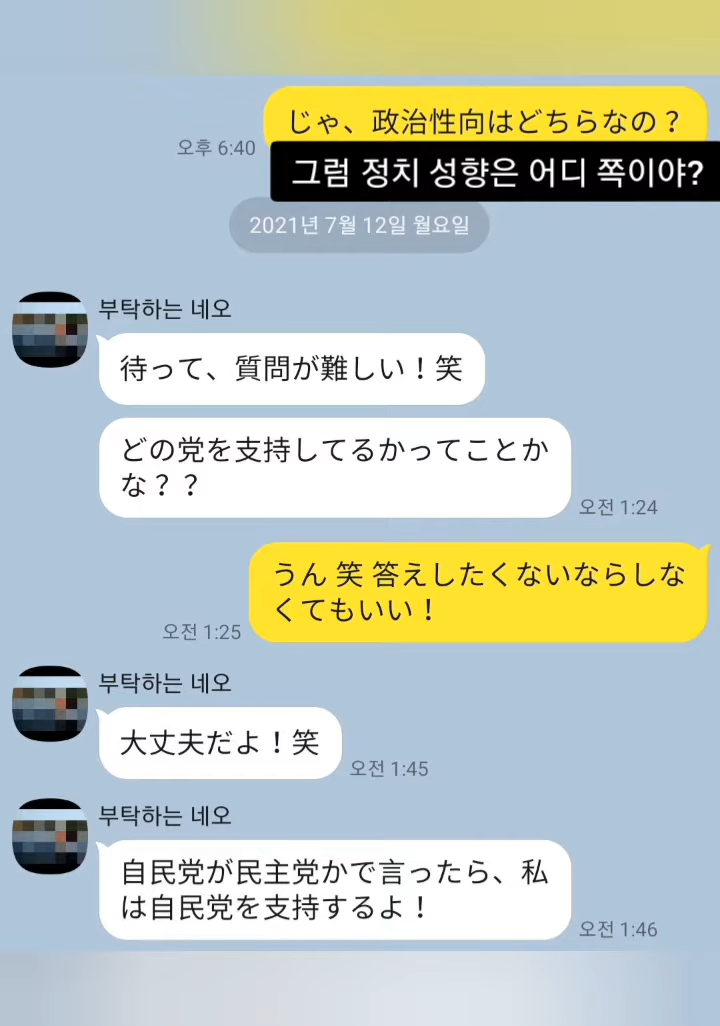 じゃ、政治性向はどちらなの？
오후 6:40
그럼 정치 성향은 어디 쪽이야?
2021년 7월 12일 월요일
부탁하는 네오
待って、質問が難しい！笑
どの党を支持してるかってことか
な？？
오전 1:24
うん 笑 答えしたくないならしな
くてもいい！
오전 1:25
부탁하는 네오
大丈夫だよ！笑
오전 1:45
부탁하는 네오
自民党が民主党かで言ったら、私
は自民党を支持するよ！
오전 1:46